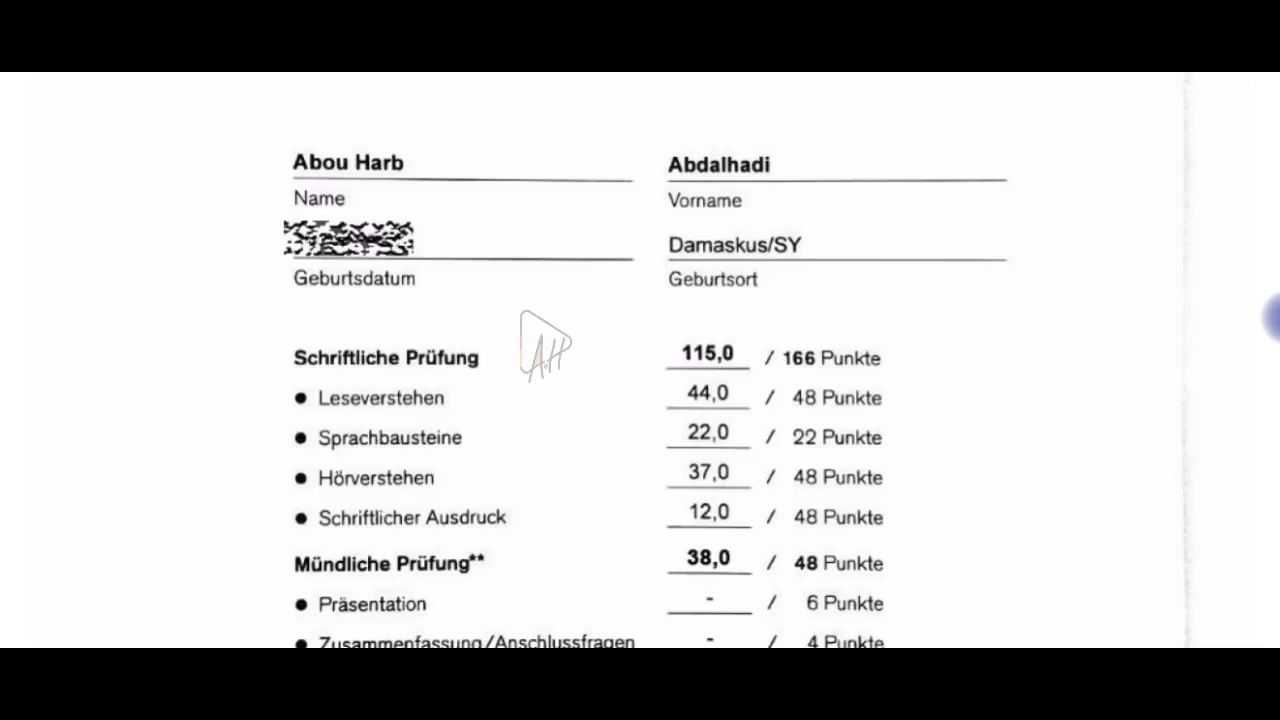 Abou Harb Abdalhadi
Name Vorname
Damaskus/SY
Geburtsdatum Geburtsort
AH
Schriftliche Prüfung 115,0 / 166 Punkte
• Leseverstehen 44,0 / 48 Punkte
• Sprachbausteine 22,0 / 22 Punkte
• Hörverstehen 37,0 / 48 Punkte
• Schriftlicher Ausdruck 12,0 / 48 Punkte
Mündliche Prüfung** 38,0 / 48 Punkte
• Präsentation - / 6 Punkte
• Zusammenfassung/Anschlussfragen - / 4 Punkte